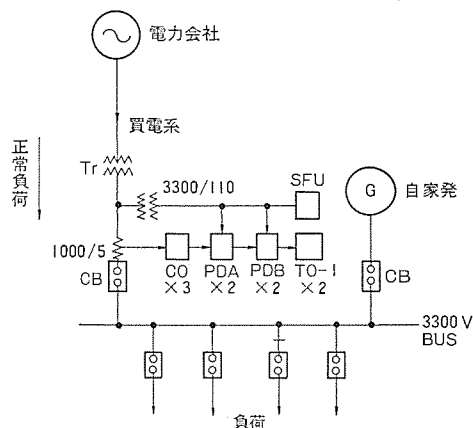 電力会社
買電系
正常負荷
Tr
3300/110
SFU
G
自家発
1000/5
CB
CO
×3
PDA
×2
PDB
×2
TO-1
×2
CB
3300V
BUS
負荷